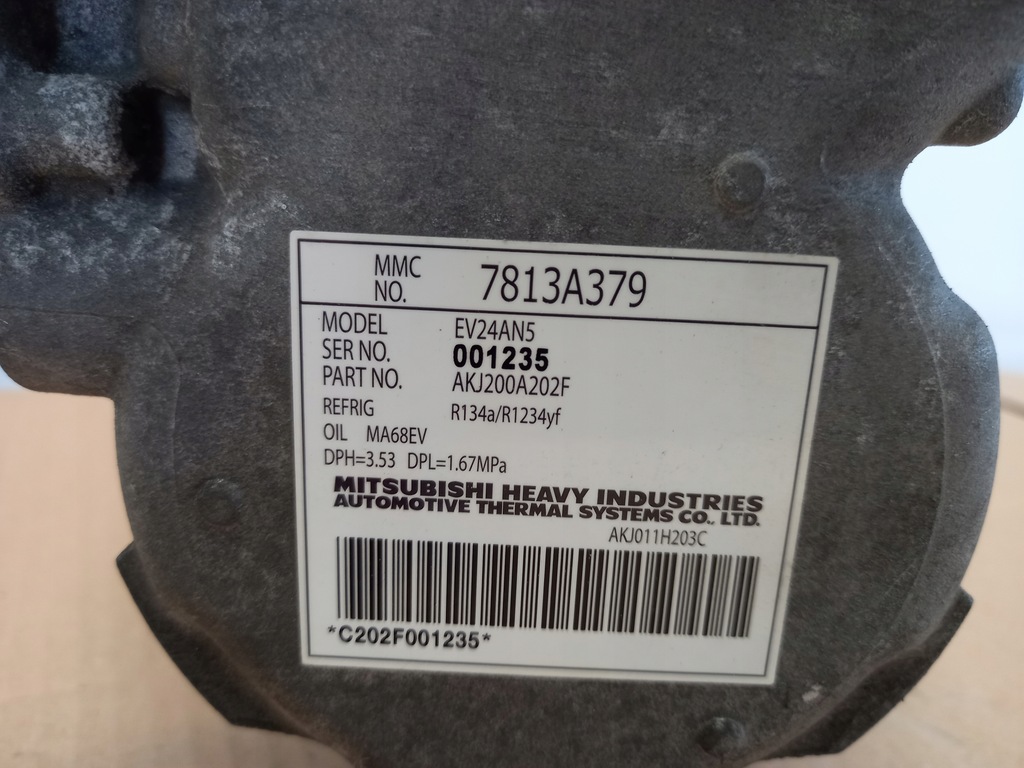 MMC NO. 7813A379
MODEL EV24AN5
SER NO. 001235
PART NO. AKJ200A202F
REFRIG R134a/R1234yf
OIL MA68EV
DPH=3.53 DPL=1.67MPa
MITSUBISHI HEAVY INDUSTRIES
AUTOMOTIVE THERMAL SYSTEMS CO., LTD.
AKJ011H203C
*C202F001235*